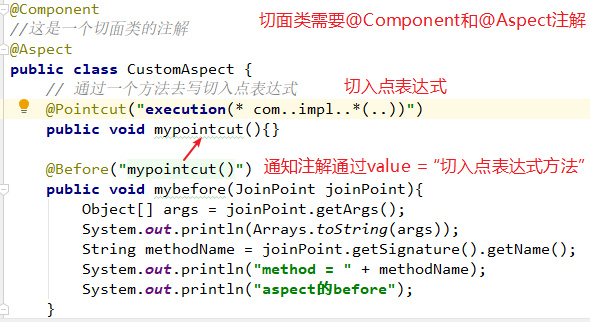 @Component
切面类需要@Component和@Aspect注解
//这是一个切面类的注解
@Aspect
public class CustomAspect {
// 通过一个方法去写切入点表达式
切入点表达式
@Pointcut("execution(* com..impl..*(..))")
public void mypointcut(){}
@Before("mypointcut()")
通知注解通过value = “切入点表达式方法”
public void mybefore(JoinPoint joinPoint){
Object[] args = joinPoint.getArgs();
System.out.println(Arrays.toString(args));
String methodName = joinPoint.getSignature().getName();
System.out.println("method = " + methodName);
System.out.println("aspect的before");
}